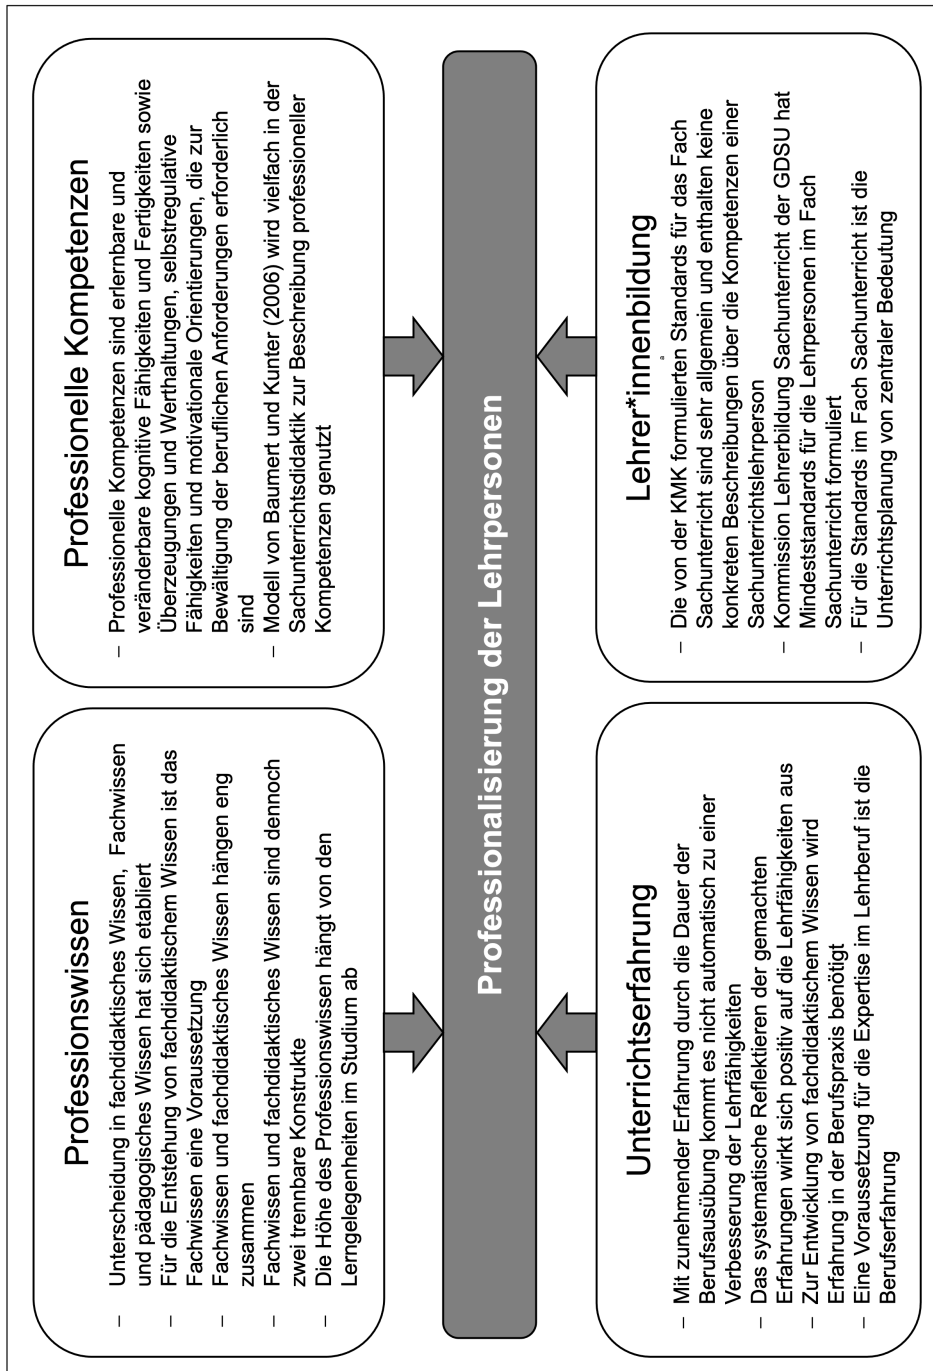 Professionswissen
– Unterscheidung in fachdidaktisches Wissen, Fachwissen
und pädagogisches Wissen hat sich etabliert
– Für die Entstehung von fachdidaktischem Wissen ist das
Fachwissen eine Voraussetzung
– Fachwissen und fachdidaktisches Wissen hängen eng
zusammen
– Fachwissen und fachdidaktisches Wissen sind dennoch
zwei trennbare Konstrukte
– Die Höhe des Professionswissen hängt von den
Lerngelegenheiten im Studium ab
Professionelle Kompetenzen
– Professionelle Kompetenzen sind erlernbare und
veränderbare kognitive Fähigkeiten und Fertigkeiten sowie
Überzeugungen und Werthaltungen, selbstregulative
Fähigkeiten und motivationale Orientierungen, die zur
Bewältigung der beruflichen Anforderungen erforderlich
sind
– Modell von Baumert und Kunter (2006) wird vielfach in der
Sachunterrichtsdidaktik zur Beschreibung professioneller
Kompetenzen genutzt
Professionalisierung der Lehrpersonen
Unterrichtserfahrung
– Mit zunehmender Erfahrung durch die Dauer der
Berufsausübung kommt es nicht automatisch zu einer
Verbesserung der Lehrfähigkeiten
– Das systematische Reflektieren der gemachten
Erfahrungen wirkt sich positiv auf die Lehrfähigkeiten aus
– Zur Entwicklung von fachdidaktischem Wissen wird
Erfahrung in der Berufspraxis benötigt
– Eine Voraussetzung für die Expertise im Lehrberuf ist die
Berufserfahrung
Lehrer*innenbildung
– Die von der KMK formulierten Standards für das Fach
Sachunterricht sind sehr allgemein und enthalten keine
konkreten Beschreibungen über die Kompetenzen einer
Sachunterrichtslehrperson
– Kommission Lehrerbildung Sachunterricht der GDSU hat
Mindeststandards für die Lehrpersonen im Fach
Sachunterricht formuliert
– Für die Standards im Fach Sachunterricht ist die
Unterrichtsplanung von zentraler Bedeutung